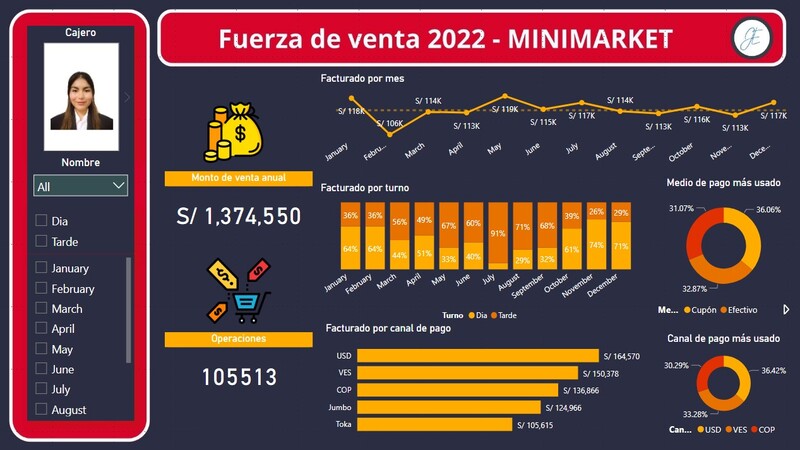 Cajero
Nombre
All
Dia
Tarde
January
February
March
April
May
June
July
August
Fuerza de venta 2022 - MINIMARKET
Monto de venta anual
S/ 1,374,550
Operaciones
105513
Facturado por mes
S/ 118K
S/ 106K
S/ 114K
S/ 113K
S/ 119K
S/ 115K
S/ 117K
S/ 114K
S/ 113K
S/ 116K
S/ 113K
S/ 117K
January
Febru...
March
April
May
June
July
August
Septe...
October
Nove...
Dece...
Facturado por turno
36% 36% 56% 49% 67% 60% 91% 71% 68% 39% 26% 29%
64% 64% 44% 51% 33% 40% 29% 32% 61% 74% 71%
January
February
March
April
May
June
July
August
September
October
November
December
Turno Dia Tarde
Facturado por canal de pago
USD S/ 164,570
VES S/ 150,378
COP S/ 136,866
Jumbo S/ 124,966
Toka S/ 105,615
Medio de pago más usado
31.07% 36.06%
32.87%
Me... Cupón Efectivo
Canal de pago más usado
30.29% 36.42%
33.28%
Can... USD VES COP